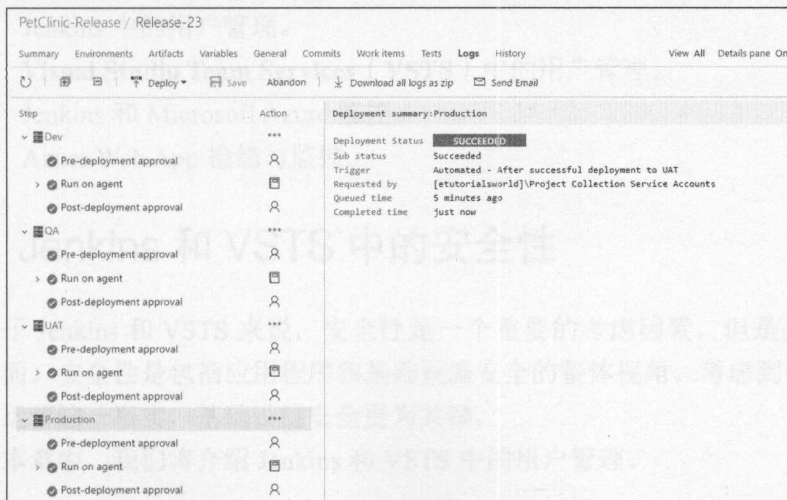 PetClinic-Release / Release-23
Summary Environments Artifacts Variables General Commits Work items Tests Logs History View All Details pane On
Deploy Save Abandon Download all logs as zip Send Email
Step Action Deployment summary:Production
Dev
Deployment Status SUCCEEDED
Pre-deployment approval
Sub status Succeeded
Trigger Automated - After successful deployment to UAT
Run on agent
Requested by [etutorialsworld]\Project Collection Service Accounts
Queued time 5 minutes ago
Post-deployment approval
Completed time just now
QA
Jenkins 和 VSTS 中的安全性
Pre-deployment approval
Run on agent
Post-deployment approval
UAT
Pre-deployment approval
Run on agent
Post-deployment approval
Production
Pre-deployment approval
Run on agent
Post-deployment approval